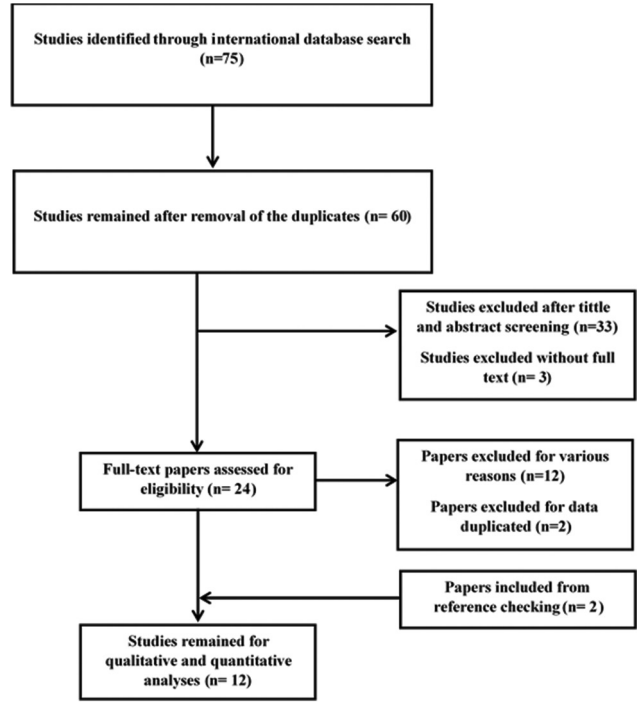 Studies identified through international database search
(n=75)
Studies remained after removal of the duplicates (n= 60)
Studies excluded after tittle
and abstract screening (n=33)
Studies excluded without full
text (n= 3)
Full-text papers assessed for
eligibility (n= 24)
Papers excluded for various
reasons (n=12)
Papers excluded for data
duplicated (n=2)
Papers included from
reference checking (n= 2)
Studies remained for
qualitative and quantitative
analyses (n= 12)